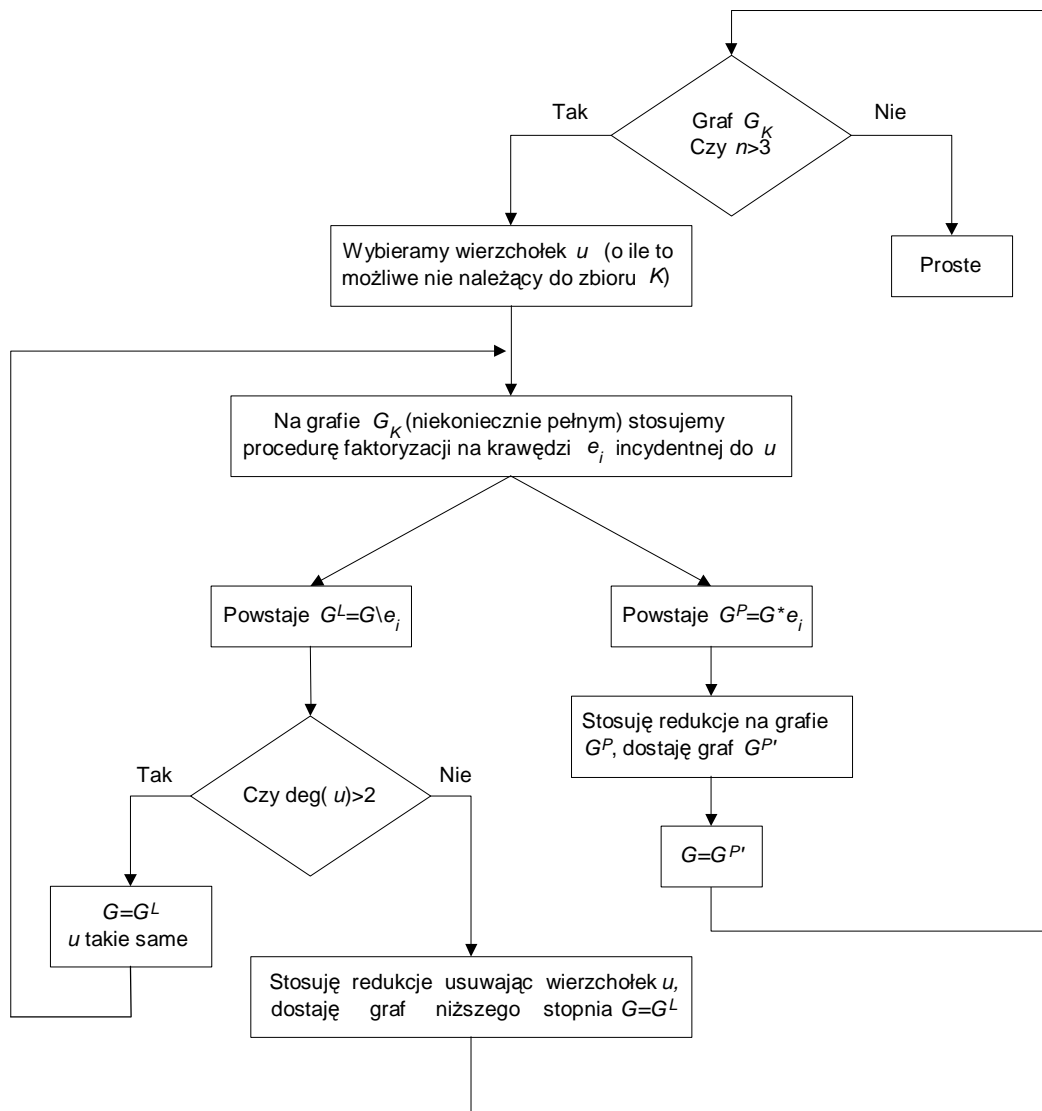 Tak
Nie
Graf G_K
Czy n>3
Wybieramy wierzchołek u (o ile to
możliwe nie należący do zbioru K)
Proste
Na grafie G_K (niekoniecznie pełnym) stosujemy
procedurę faktoryzacji na krawędzi e_i incydentnej do u
Powstaje G^L=G\e_i
Powstaje G^P=G*e_i
Stosuję redukcje na grafie
G^P, dostaję graf G^P'
Tak
Nie
Czy deg( u)>2
G=G^P'
G=G^L
u takie same
Stosuję redukcje usuwając wierzchołek u,
dostaję graf niższego stopnia G=G^L